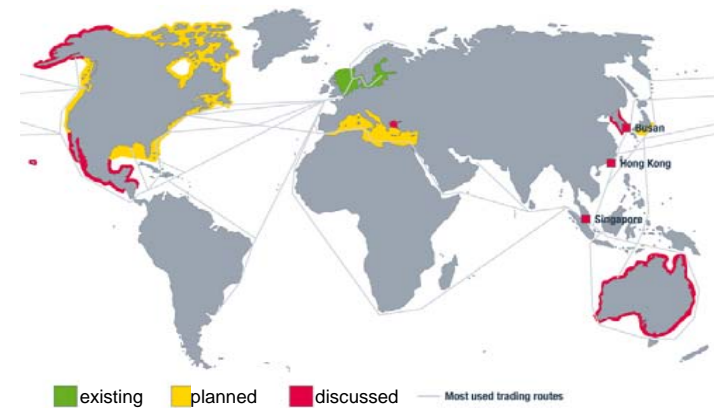 Busan
Hong Kong
Singapore
existing planned discussed Most used trading routes